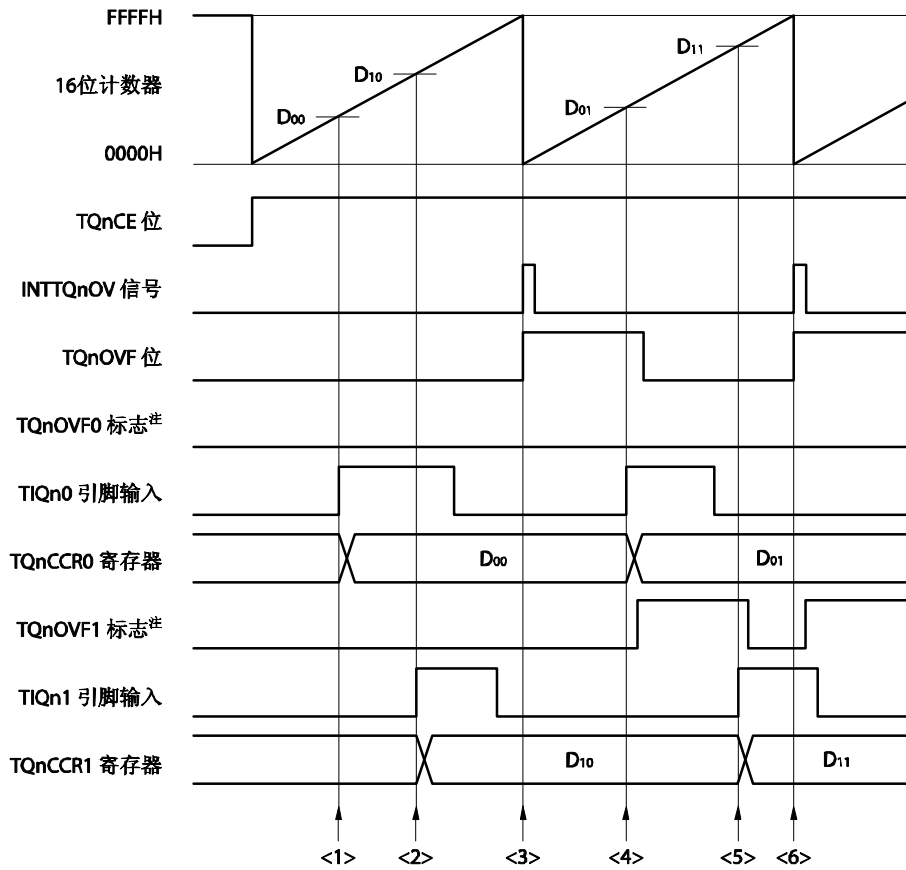 FFFFH
16位计数器
0000H
D00
D10
D01
D11
TQnCE 位
INTTQnOV 信号
TQnOVF 位
TQnOVF0 标志注
TIQn0 引脚输入
TQnCCR0 寄存器
D00
D01
TQnOVF1 标志注
TIQn1 引脚输入
TQnCCR1 寄存器
D10
D11
<1> <2> <3> <4> <5> <6>